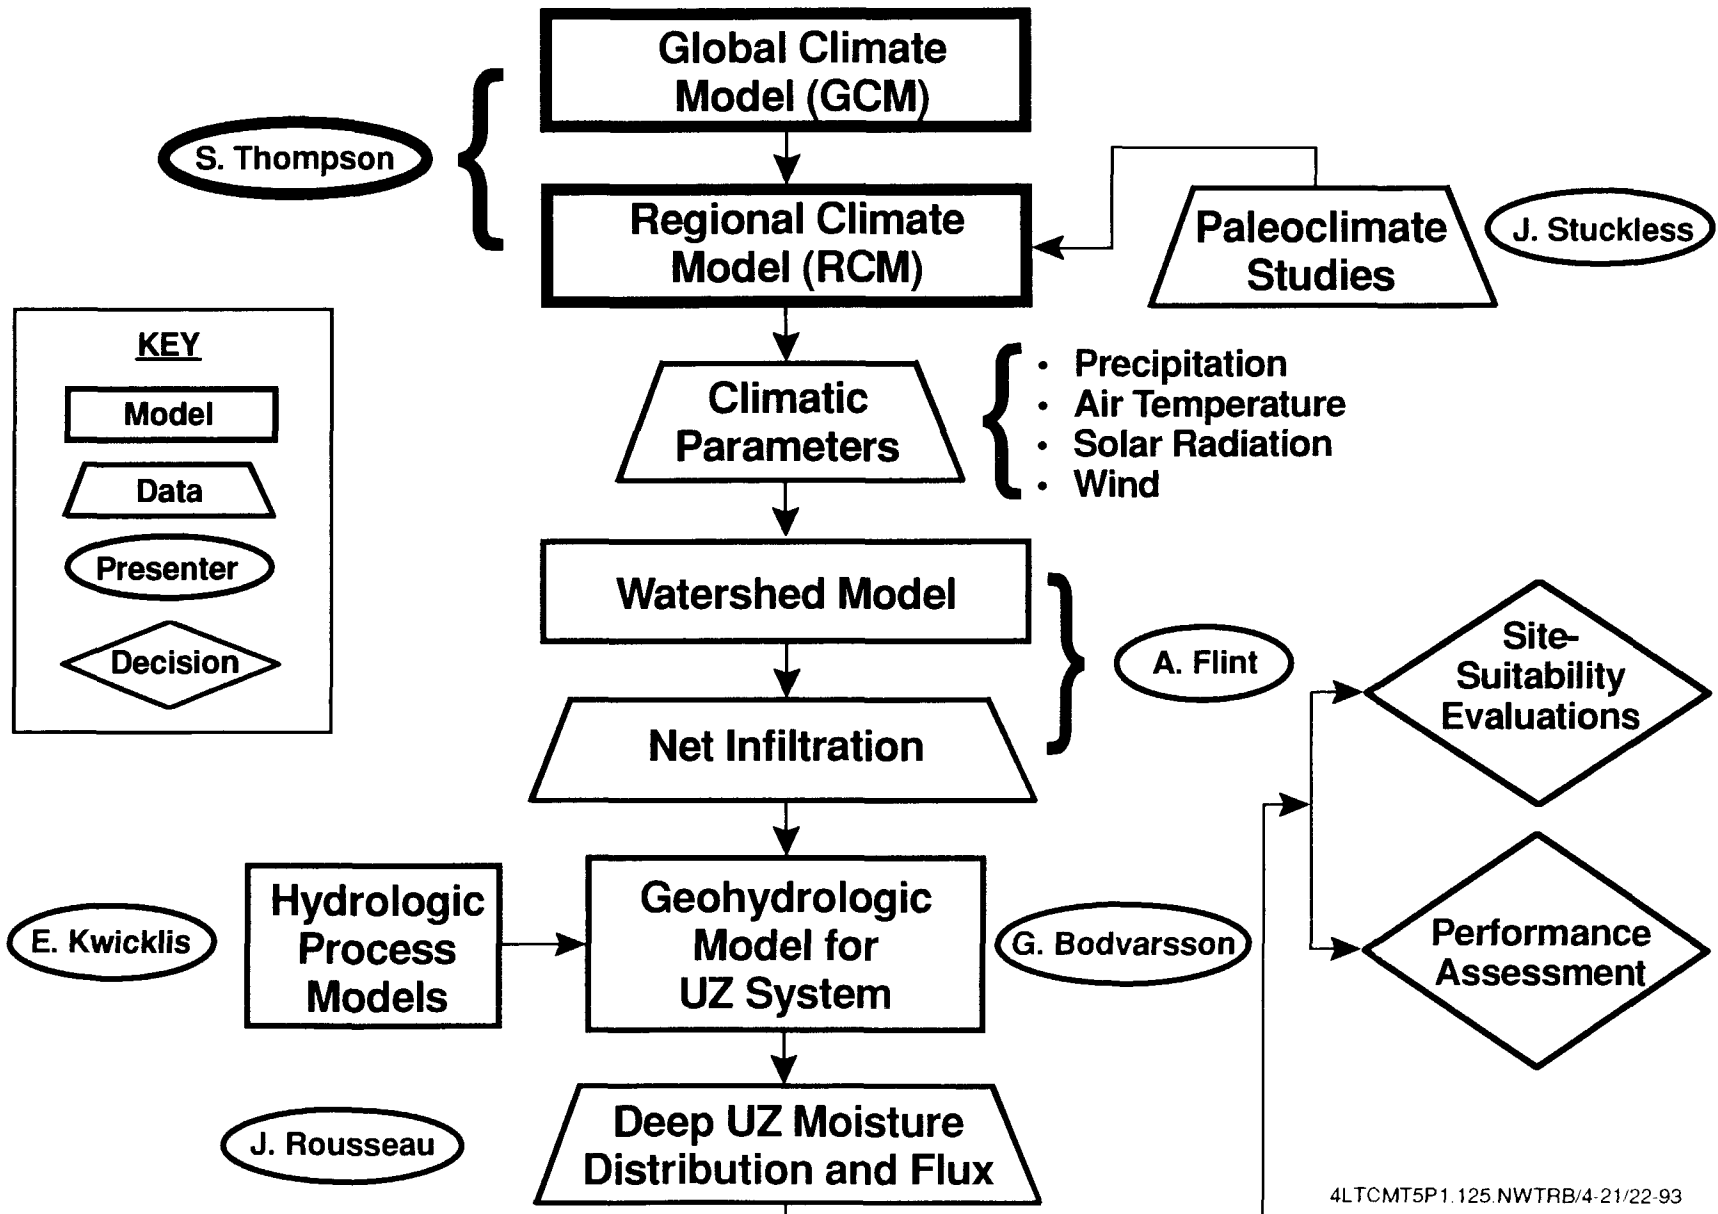 Global Climate
Model (GCM)
S. Thompson
Regional Climate
Model (RCM)
Paleoclimate
Studies
J. Stuckless
KEY
Model
Data
Presenter
Decision
Climatic
Parameters
• Precipitation
• Air Temperature
• Solar Radiation
• Wind
Watershed Model
A. Flint
Net Infiltration
Site-
Suitability
Evaluations
E. Kwicklis
Hydrologic
Process
Models
Geohydrologic
Model for
UZ System
G. Bodvarsson
Performance
Assessment
J. Rousseau
Deep UZ Moisture
Distribution and Flux
4LTCMT5P1.125.NWTRB/4-21/22-93